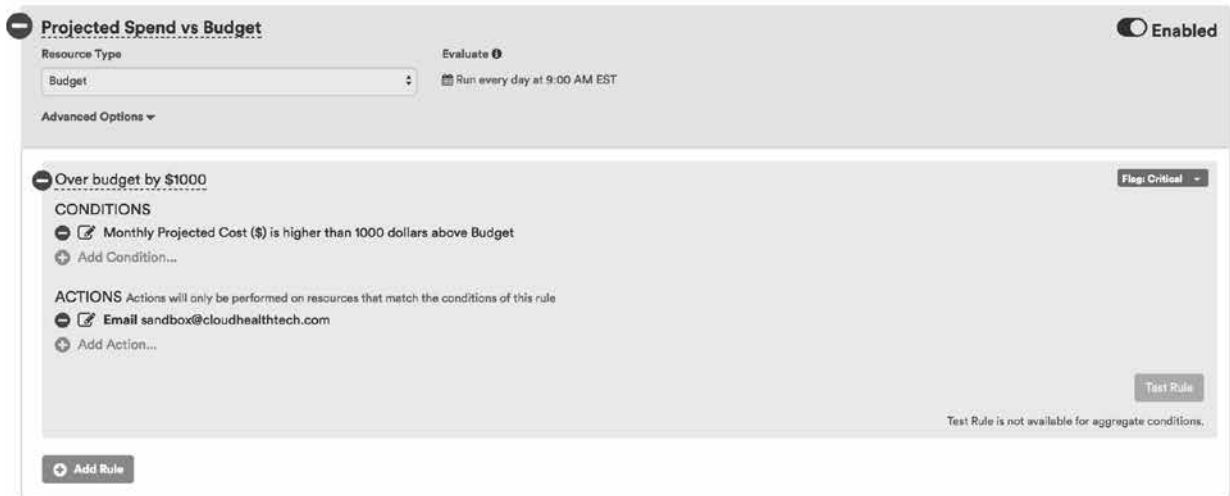 Projected Spend vs Budget
Enabled
Resource Type
Evaluate
Budget
Run every day at 9:00 AM EST
Advanced Options
Over budget by $1000
Flag: Critical
CONDITIONS
Monthly Projected Cost ($) is higher than 1000 dollars above Budget
Add Condition...
ACTIONS Actions will only be performed on resources that match the conditions of this rule
Email sandbox@cloudhealthtech.com
Add Action...
Test Rule
Test Rule is not available for aggregate conditions.
Add Rule